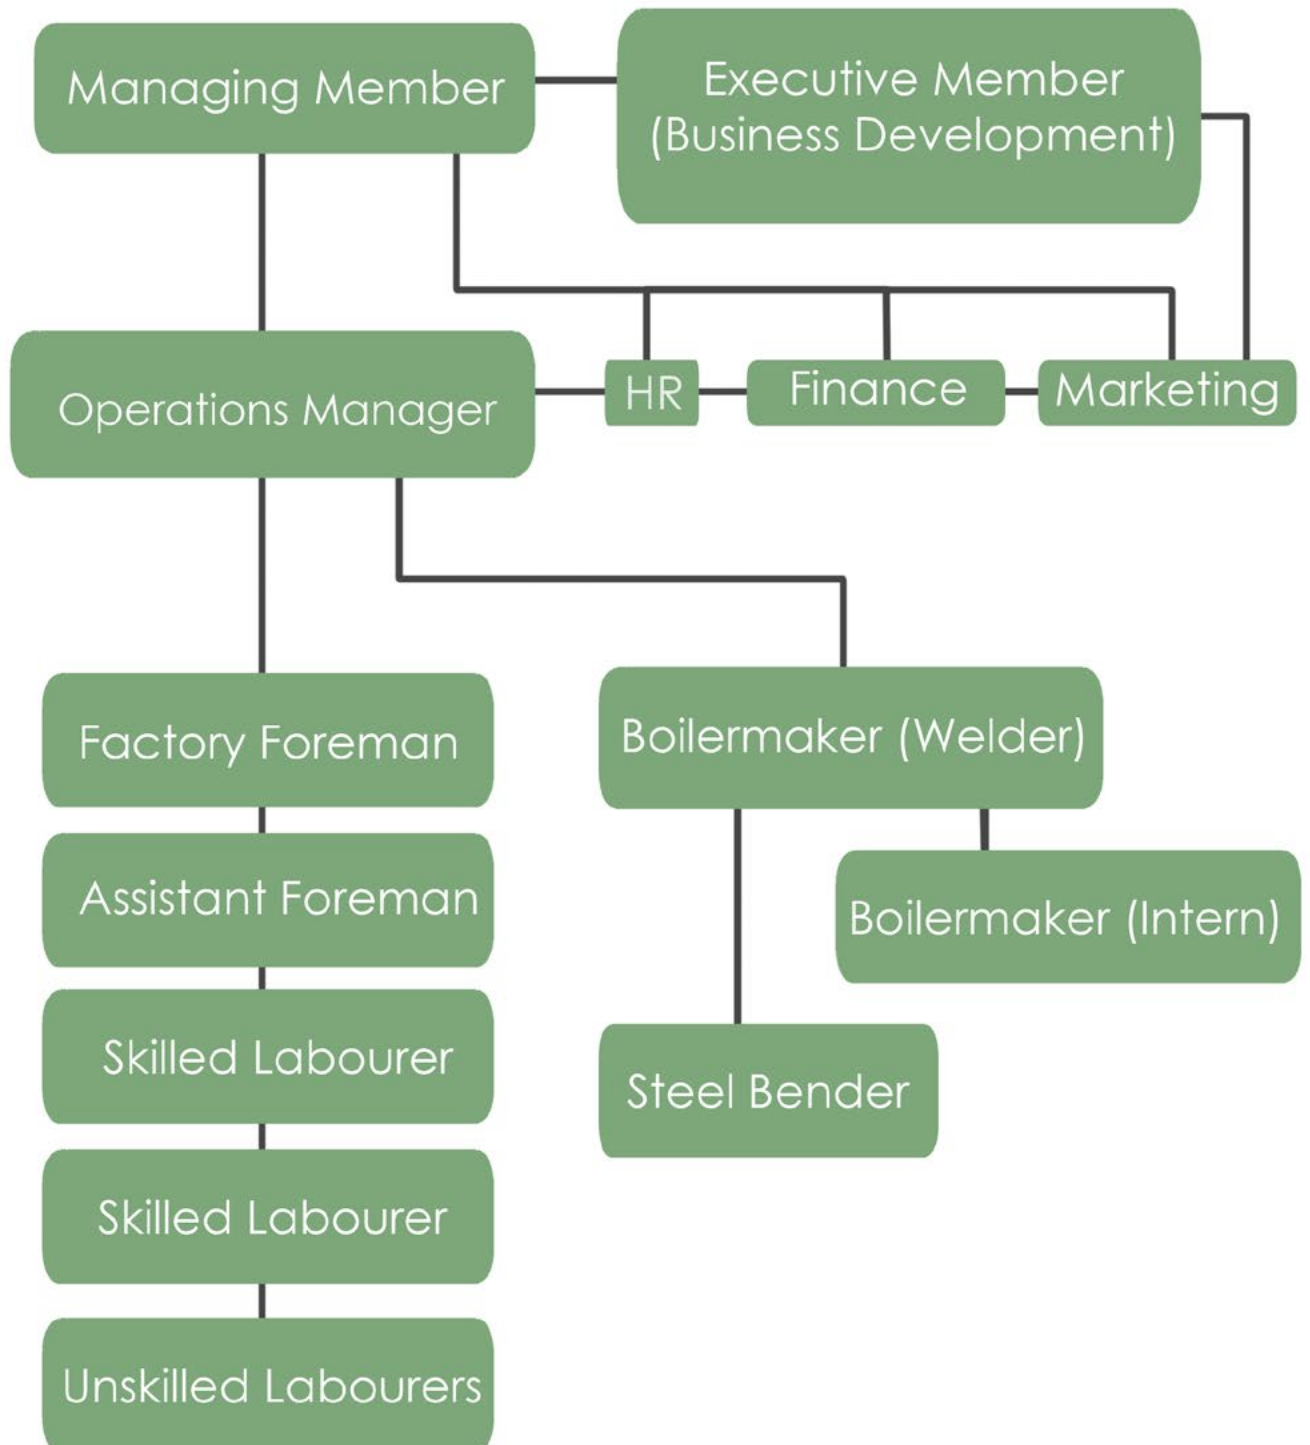 Managing Member
Executive Member
(Business Development)
Operations Manager
HR
Finance
Marketing
Factory Foreman
Boilermaker (Welder)
Assistant Foreman
Boilermaker (Intern)
Skilled Labourer
Steel Bender
Skilled Labourer
Unskilled Labourers